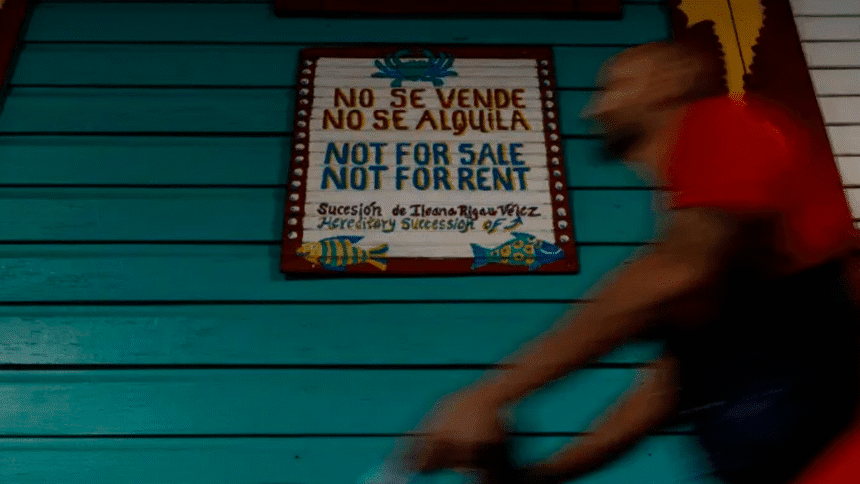 NO SE VENDE
NO SE ALQUILA
NOT FOR SALE
NOT FOR RENT
Sucesión de Ileana Rigau Vélez
Hereditary Succession of